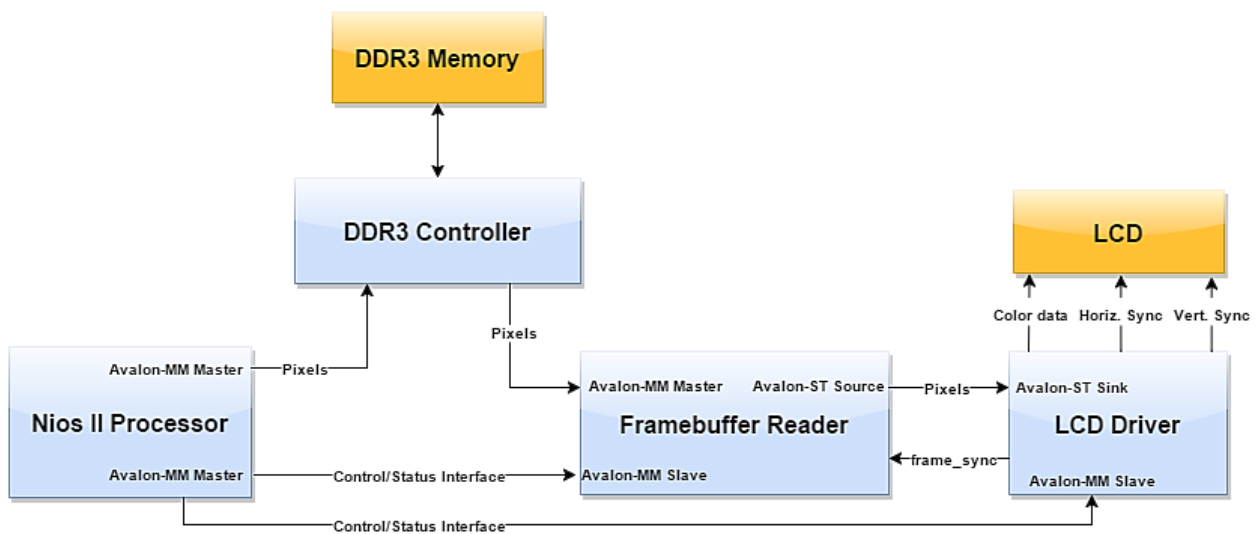 DDR3 Memory
DDR3 Controller
LCD
Color data Horiz. Sync Vert. Sync
Pixels
Avalon-MM Master
Pixels
Avalon-MM Master Avalon-ST Source
Pixels
Avalon-ST Sink
Nios II Processor
Framebuffer Reader
LCD Driver
frame_sync
Avalon-MM Master
Control/Status Interface
Avalon-MM Slave
Avalon-MM Slave
Control/Status Interface